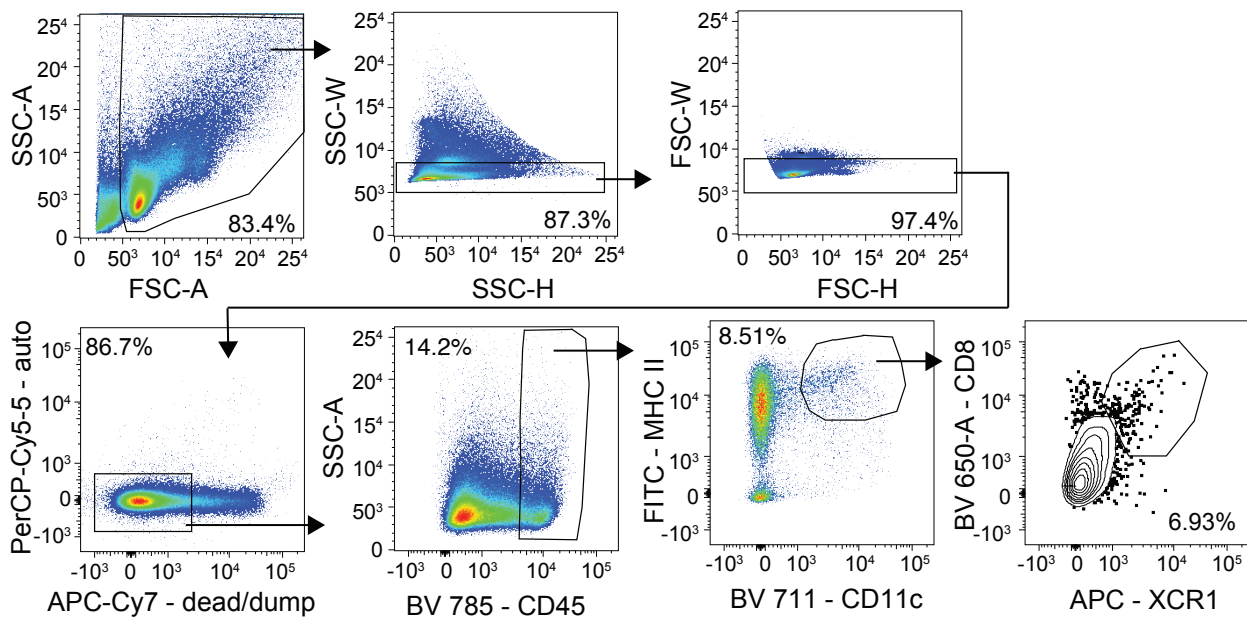 25⁴
20⁴
15⁴
10⁴
50³
0
SSC-A
83.4%
0 50³ 10⁴ 15⁴ 20⁴ 25⁴
FSC-A
25⁴
20⁴
15⁴
10⁴
50³
0
SSC-W
87.3%
0 50³ 10⁴ 15⁴ 20⁴ 25⁴
SSC-H
25⁴
20⁴
15⁴
10⁴
50³
0
FSC-W
97.4%
0 50³ 10⁴ 15⁴ 20⁴ 25⁴
FSC-H
86.7%
10⁵
10⁴
10³
0
-10³
PerCP-Cy5-5 - auto
-10³ 0 10³ 10⁴ 10⁵
APC-Cy7 - dead/dump
14.2%
25⁴
20⁴
15⁴
10⁴
50³
0
SSC-A
-10³ 0 10³ 10⁴ 10⁵
BV 785 - CD45
8.51%
10⁵
10⁴
10³
0
-10³
FITC - MHC II
-10³ 0 10³ 10⁴ 10⁵
BV 711 - CD11c
10⁵
10⁴
10³
0
-10³
BV 650-A - CD8
6.93%
-10³ 0 10³ 10⁴ 10⁵
APC - XCR1